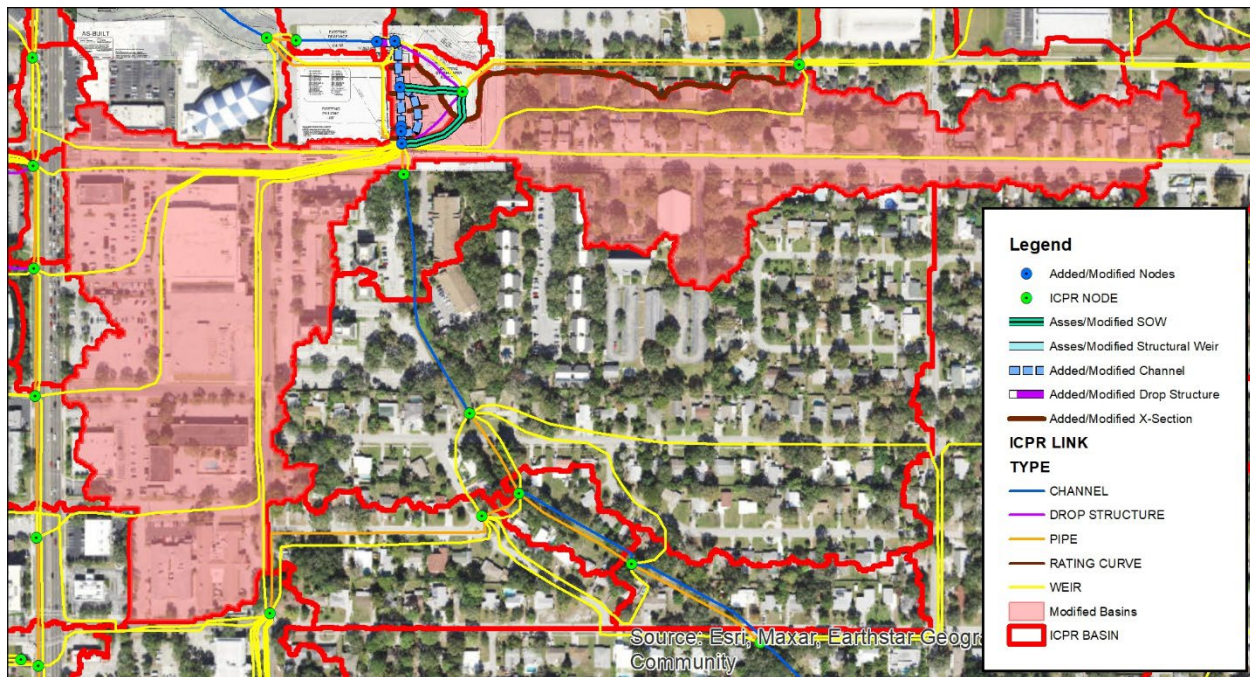 AS-BUILT
Legend
Added/Modified Nodes
ICPR NODE
Asses/Modified SOW
Asses/Modified Structural Weir
Added/Modified Channel
Added/Modified Drop Structure
Added/Modified X-Section
ICPR LINK
TYPE
CHANNEL
DROP STRUCTURE
PIPE
RATING CURVE
WEIR
Modified Basins
ICPR BASIN
Source: Esri, Maxar, Earthstar Geogra
Community